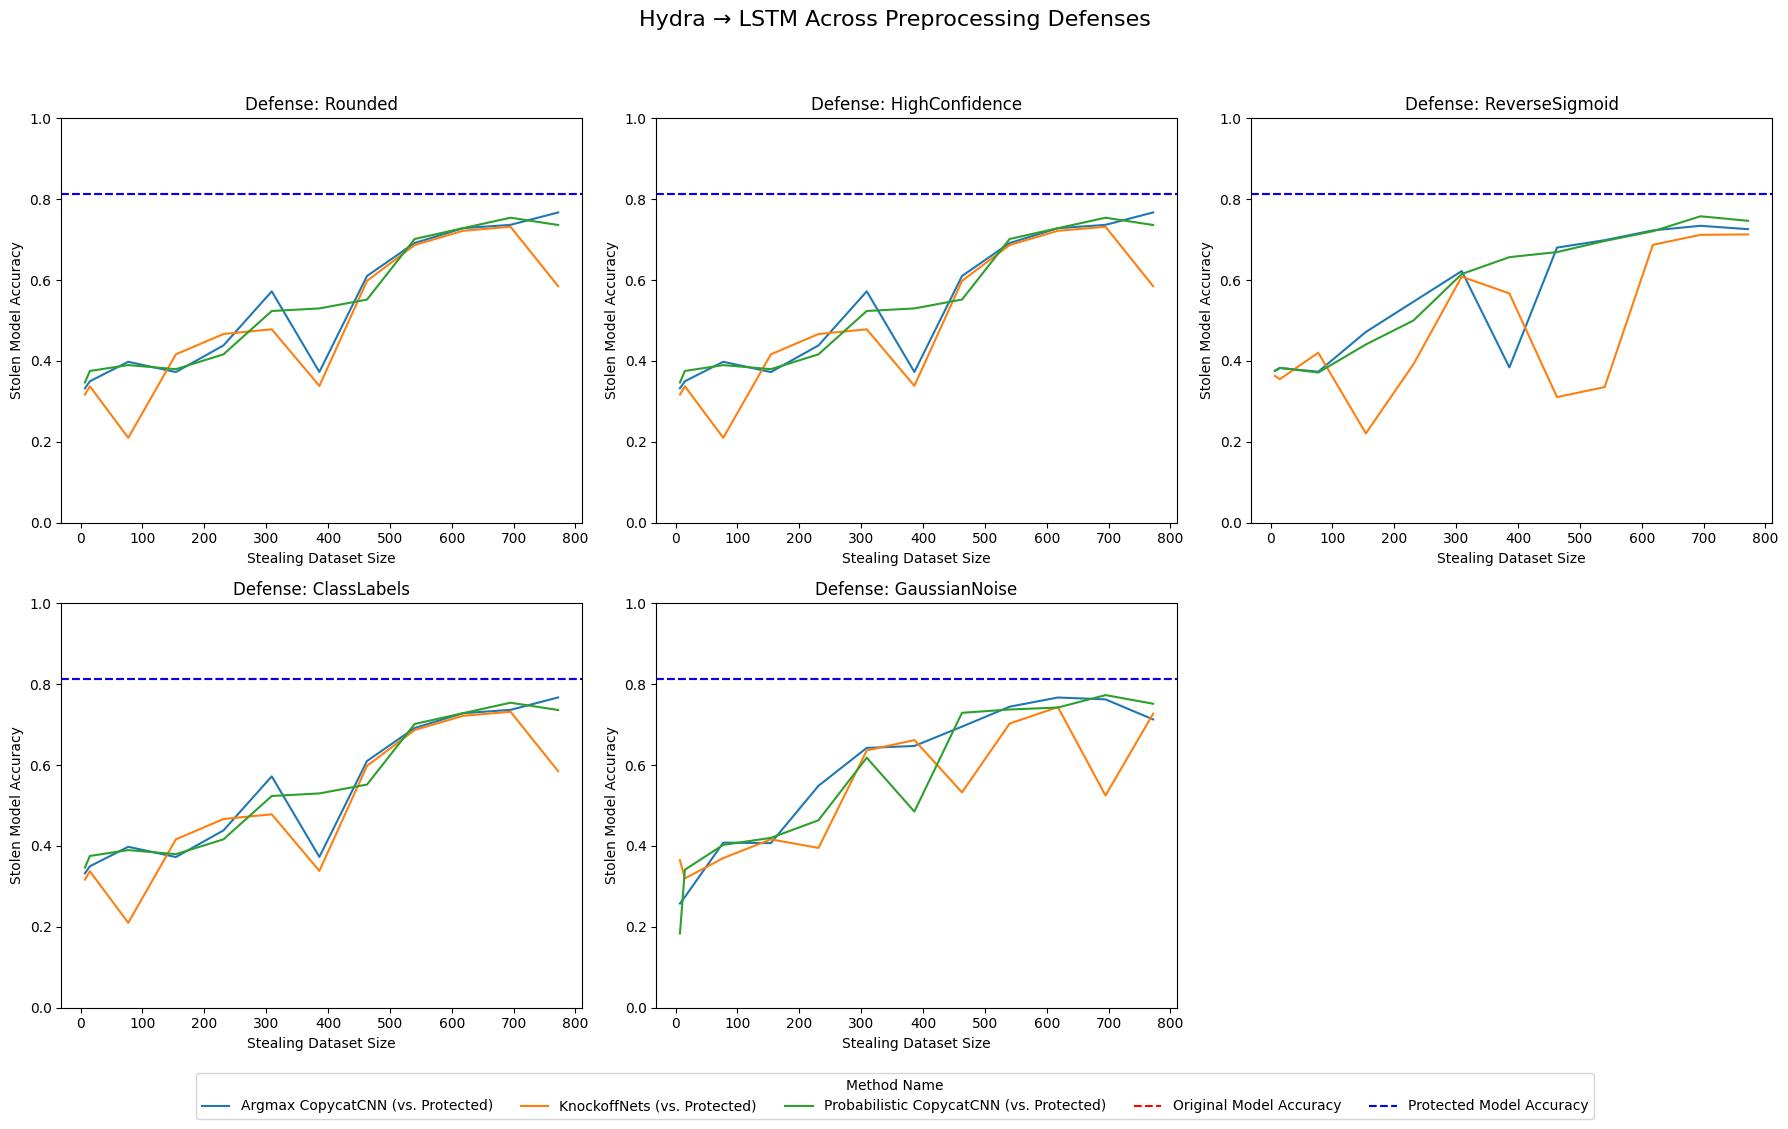 Hydra → LSTM Across Preprocessing Defenses
Defense: Rounded
1.0
0.8
0.6
0.4
0.2
0.0
Stolen Model Accuracy
0 100 200 300 400 500 600 700 800
Stealing Dataset Size
Defense: HighConfidence
1.0
0.8
0.6
0.4
0.2
0.0
Stolen Model Accuracy
0 100 200 300 400 500 600 700 800
Stealing Dataset Size
Defense: ReverseSigmoid
1.0
0.8
0.6
0.4
0.2
0.0
Stolen Model Accuracy
0 100 200 300 400 500 600 700 800
Stealing Dataset Size
Defense: ClassLabels
1.0
0.8
0.6
0.4
0.2
0.0
Stolen Model Accuracy
0 100 200 300 400 500 600 700 800
Stealing Dataset Size
Defense: GaussianNoise
1.0
0.8
0.6
0.4
0.2
0.0
Stolen Model Accuracy
0 100 200 300 400 500 600 700 800
Stealing Dataset Size
Method Name
Argmax CopycatCNN (vs. Protected) KnockoffNets (vs. Protected) Probabilistic CopycatCNN (vs. Protected) Original Model Accuracy Protected Model Accuracy